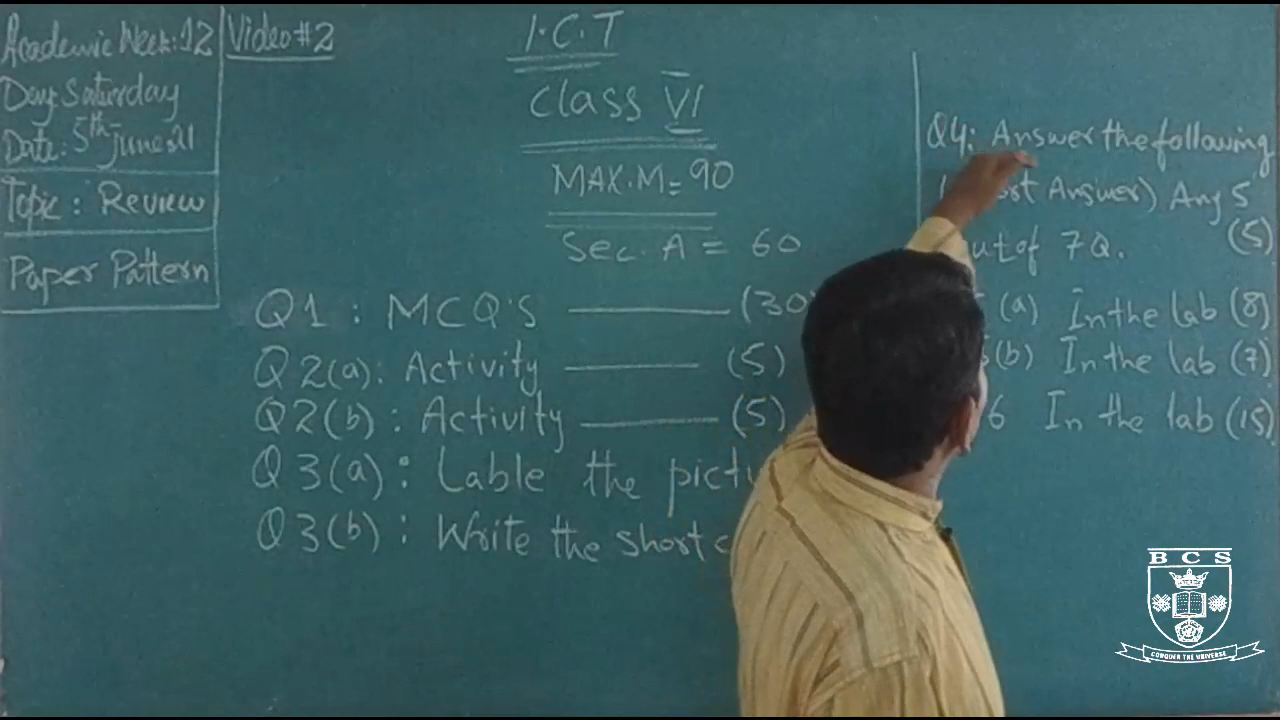 Academic Week: 12
Day: Saturday
Date: 5th June 21
Topic: Review
Paper Pattern
Video #2
I.C.T
Class VI
MAX.M = 90
Sec. A = 60
Q1 : MCQ'S (30)
Q2(a): Activity (5)
Q2(b): Activity (5)
Q3(a): Lable the
Q3(b): Write the short
Q4: Answer the following
Answer) Any 5
of 7Q. (5)
(a) In the lab (8)
(b) In the lab (7)
6 In the lab (15)
BCS
CONQUER THE UNIVERSE